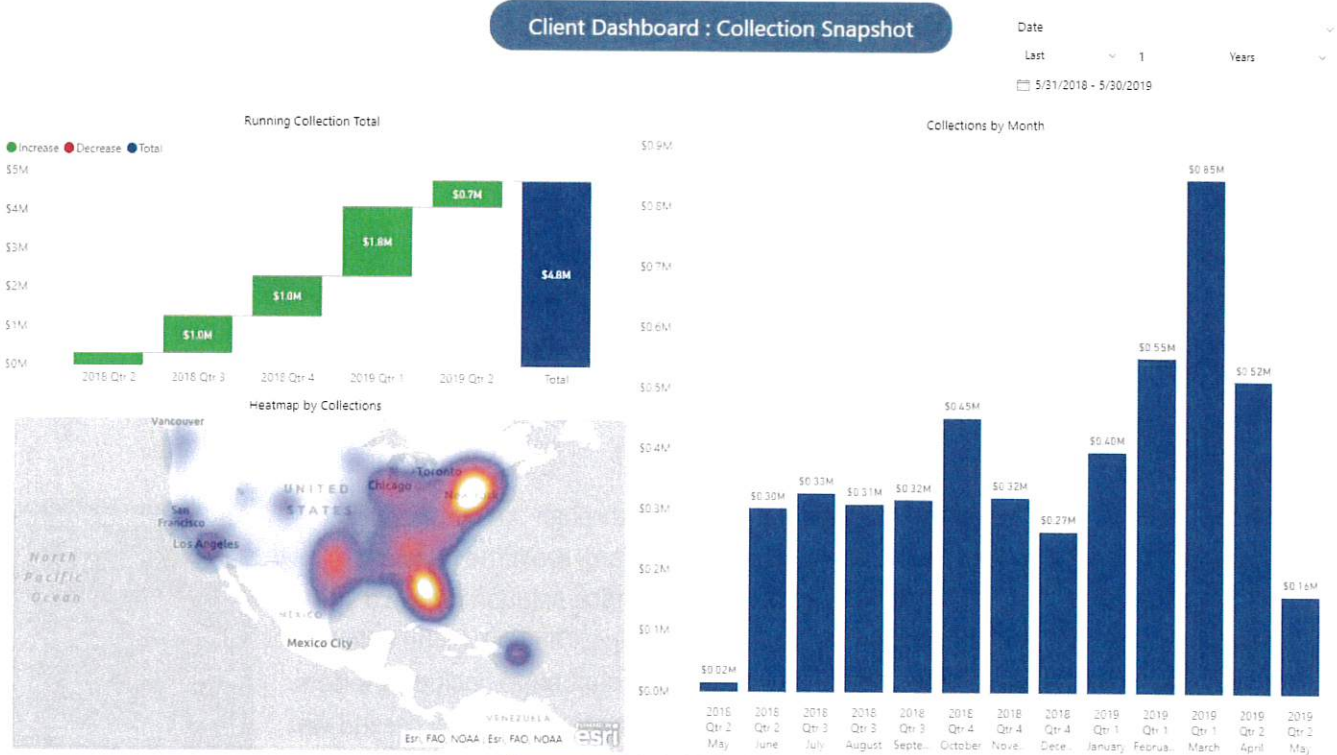 Client Dashboard : Collection Snapshot
Date
Last 1 Years
5/31/2018 - 5/30/2019
Running Collection Total
Increase Decrease Total
$5M
$4M
$3M
$2M
$1M
$0M
$1.0M
$1.0M
$1.8M
$0.7M
$4.8M
2018 Qtr 2 2018 Qtr 3 2018 Qtr 4 2019 Qtr 1 2019 Qtr 2 Total
Heatmap by Collections
Vancouver
Toronto
Chicago
New York
UNITED
STATES
San
Francisco
Los Angeles
North
Pacific
Ocean
MEXICO
Mexico City
VENEZUELA
Esri, FAO, NOAA | Esri, FAO, NOAA
esri
Collections by Month
$0.9M
$0.8M
$0.7M
$0.6M
$0.5M
$0.4M
$0.3M
$0.2M
$0.1M
$0.0M
$0.02M
$0.30M
$0.33M
$0.31M
$0.32M
$0.45M
$0.32M
$0.27M
$0.40M
$0.55M
$0.85M
$0.52M
$0.16M
2018 2018 2018 2018 2018 2018 2018 2018 2019 2019 2019 2019 2019
Qtr 2 Qtr 2 Qtr 3 Qtr 3 Qtr 3 Qtr 4 Qtr 4 Qtr 4 Qtr 1 Qtr 1 Qtr 1 Qtr 2 Qtr 2
May June July August Septe... October Nove... Dece... January Februa... March April May